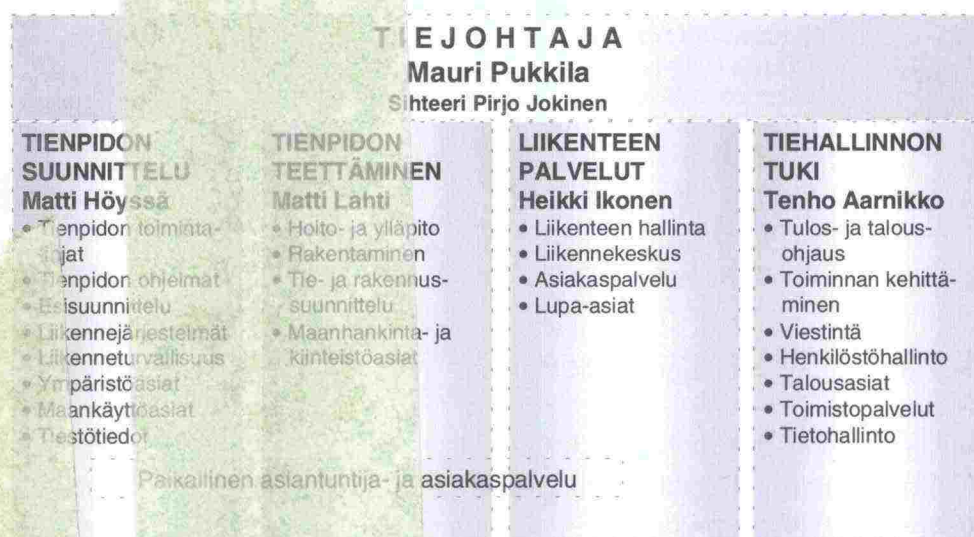 TIEJOHTAJA
Mauri Pukkila
Sihteeri Pirjo Jokinen
TIENPIDON
SUUNNITTELU
Matti Höyssä
• Tienpidon toiminta-
linjat
• Tienpidon ohjelmat
• Esisuunnittelu
• Liikennejärjestelmät
• Liikenneturvallisuus
• Ympäristöasiat
• Maankäyttöasiat
• Tiestötiedot
TIENPIDON
TEETTÄMINEN
Matti Lahti
• Hoito- ja ylläpito
• Rakentaminen
• Tie- ja rakennus-
suunnittelu
• Maanhankinta- ja
kiinteistöasiat
LIIKENTEEN
PALVELUT
Heikki Ikonen
• Liikenteen hallinta
• Liikennekeskus
• Asiakaspalvelu
• Lupa-asiat
TIEHALLINNON
TUKI
Tenho Aarnikko
• Tulos- ja talous-
ohjaus
• Toiminnan kehittä-
minen
• Viestintä
• Henkilöstöhallinto
• Talousasiat
• Toimistopalvelut
• Tietohallinto
Paikallinen asiantuntija- ja asiakaspalvelu